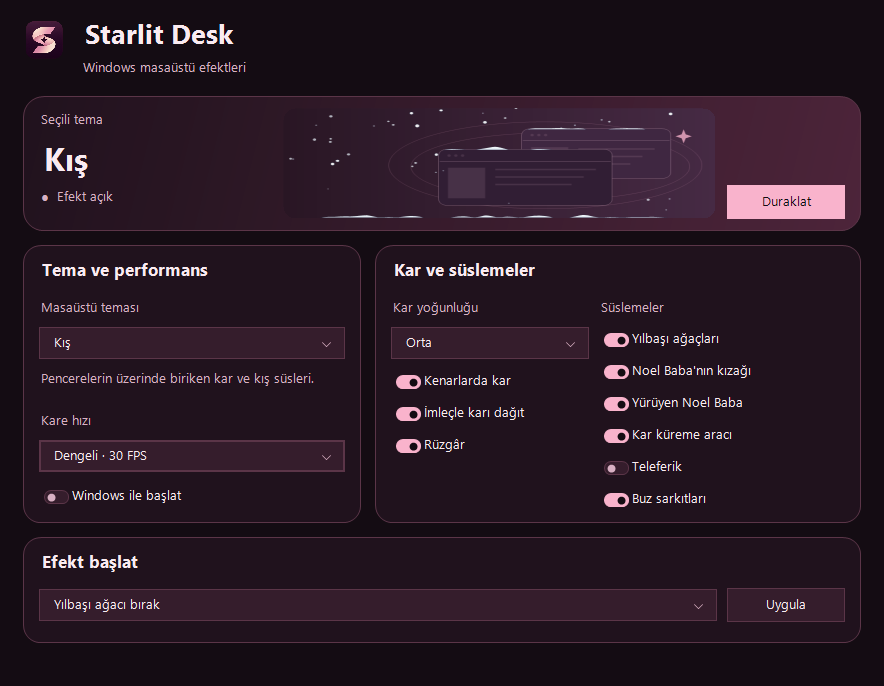 Starlit Desk
Windows masaüstü efektleri
Seçili tema
Kış
Efekt açık
Duraklat
Tema ve performans
Masaüstü teması
Kış
Pencerelerin üzerinde biriken kar ve kış süsleri.
Kare hızı
Dengeli · 30 FPS
Windows ile başlat
Kar ve süslemeler
Kar yoğunluğu
Orta
Kenarlarda kar
İmleçle karı dağıt
Rüzgâr
Süslemeler
Yılbaşı ağaçları
Noel Baba'nın kızağı
Yürüyen Noel Baba
Kar küreme aracı
Teleferik
Buz sarkıtları
Efekt başlat
Yılbaşı ağacı bırak
Uygula